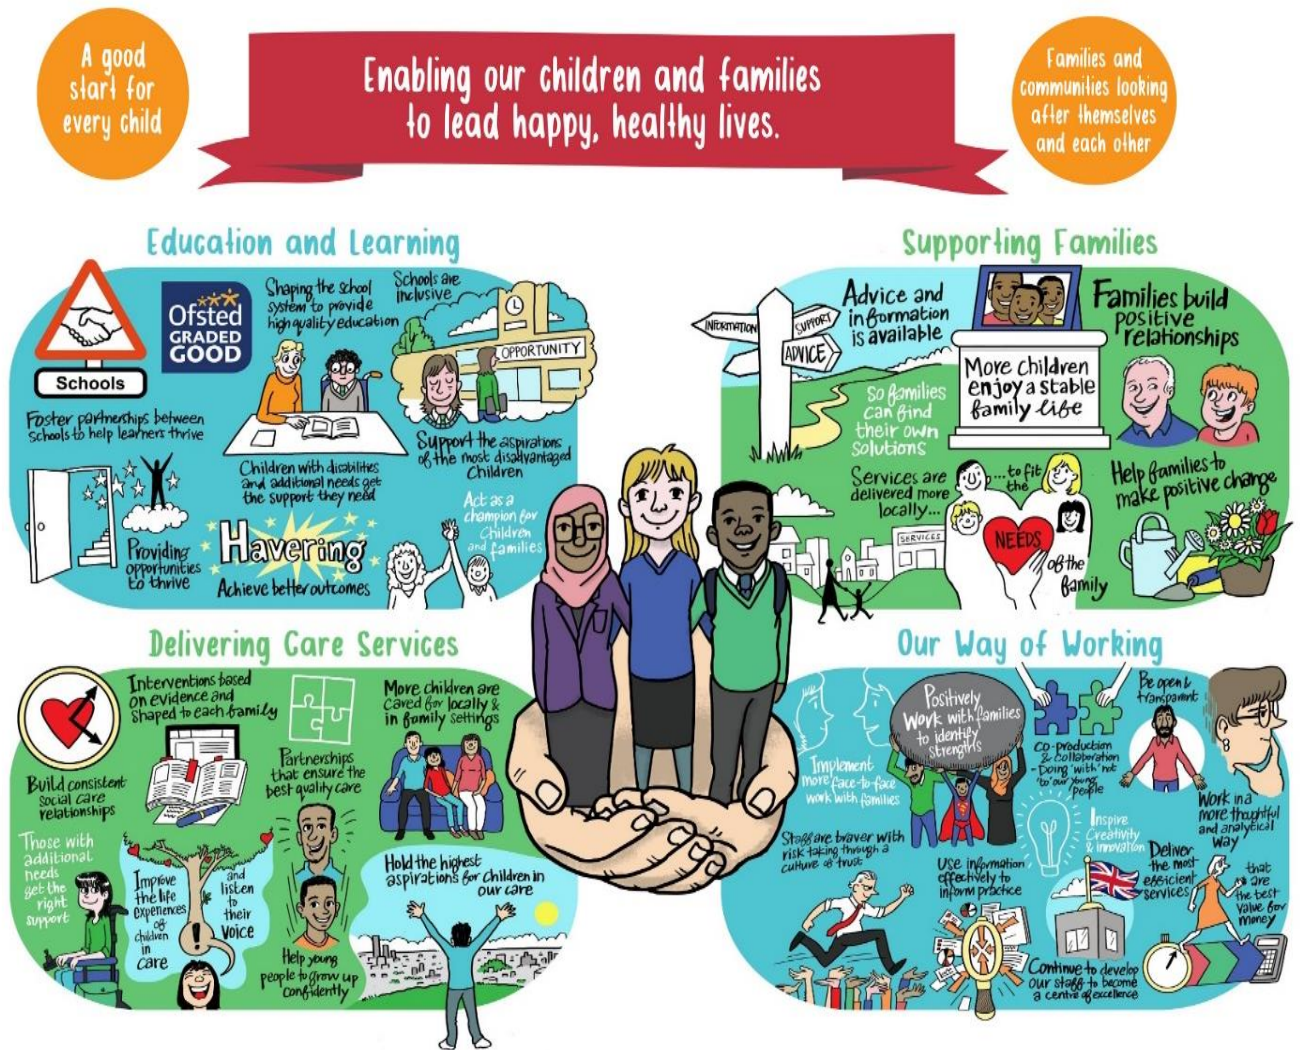 A good
start for
every child
Enabling our children and families
to lead happy, healthy lives.
Families and
communities looking
after themselves
and each other
Education and Learning
Schools
Ofsted
GRADED
GOOD
Shaping the school
system to provide
high quality education
Schools are
inclusive
OPPORTUNITY
Foster partnerships between
schools to help learners thrive
Children with disabilities
and additional needs get
the support they need
Support the aspirations
of the most disadvantaged
Children
Providing
opportunities
to thrive
Havering
Achieve better outcomes
Act as a
champion for
Children
and families
Supporting Families
INFORMATION
SUPPORT
ADVICE
Advice and
information
is available
So families
can find
their own
solutions
More children
enjoy a stable
family life
Families build
positive
relationships
Services are
delivered more
locally...
SERVICES
...to fit
the
NEEDS
of the
family
Help families to
make positive change
Delivering Care Services
Interventions based
on evidence and
shaped to each family
Build consistent
social care
relationships
Partnerships
that ensure the
best quality care
More children are
cared for locally &
in family settings
Those with
additional
needs
get the
right
support
Improve
the life
experiences
of
children
in
care
and
listen
to
their
voice
!
Help young
people to grow up
confidently
Hold the highest
aspirations for children in
our care
Our Way of Working
Implement
more face-to-face
work with families
Positively
Work with families
to identify
strengths
Co-production
& Collaboration
- Doing 'with' not
'to' our young
people
Be open &
transparent
Work in a
more thoughtful
and analytical
way
Staff are braver with
risk taking through a
culture of trust
Use information
effectively to
inform practice
Inspire
Creativity
& innovation
Deliver
the most
efficient
services
that
are
the best
value for
money
Continue to develop
our staff to become
a centre of excellence